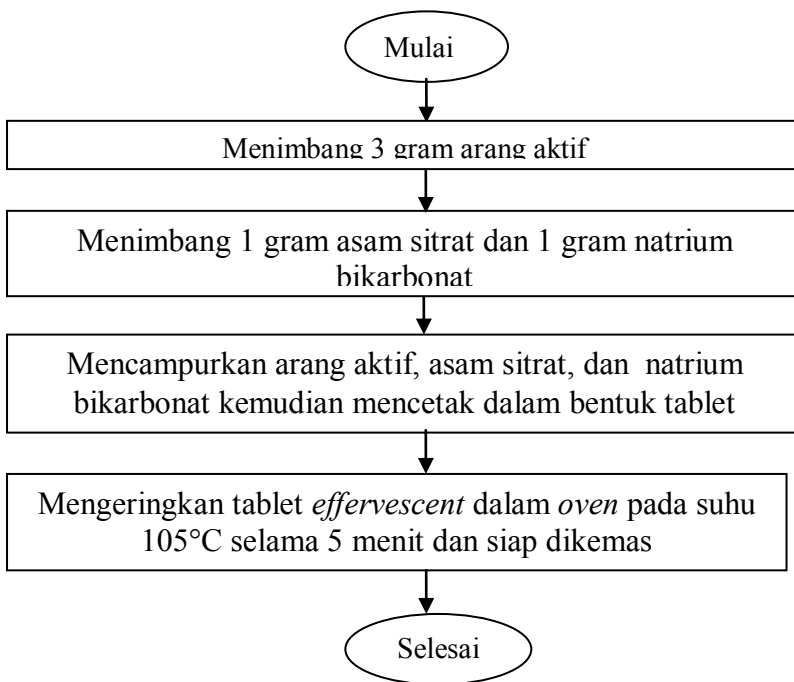 Mulai
Menimbang 3 gram arang aktif
Menimbang 1 gram asam sitrat dan 1 gram natrium
bikarbonat
Mencampurkan arang aktif, asam sitrat, dan natrium
bikarbonat kemudian mencetak dalam bentuk tablet
Mengeringkan tablet effervescent dalam oven pada suhu
105°C selama 5 menit dan siap dikemas
Selesai